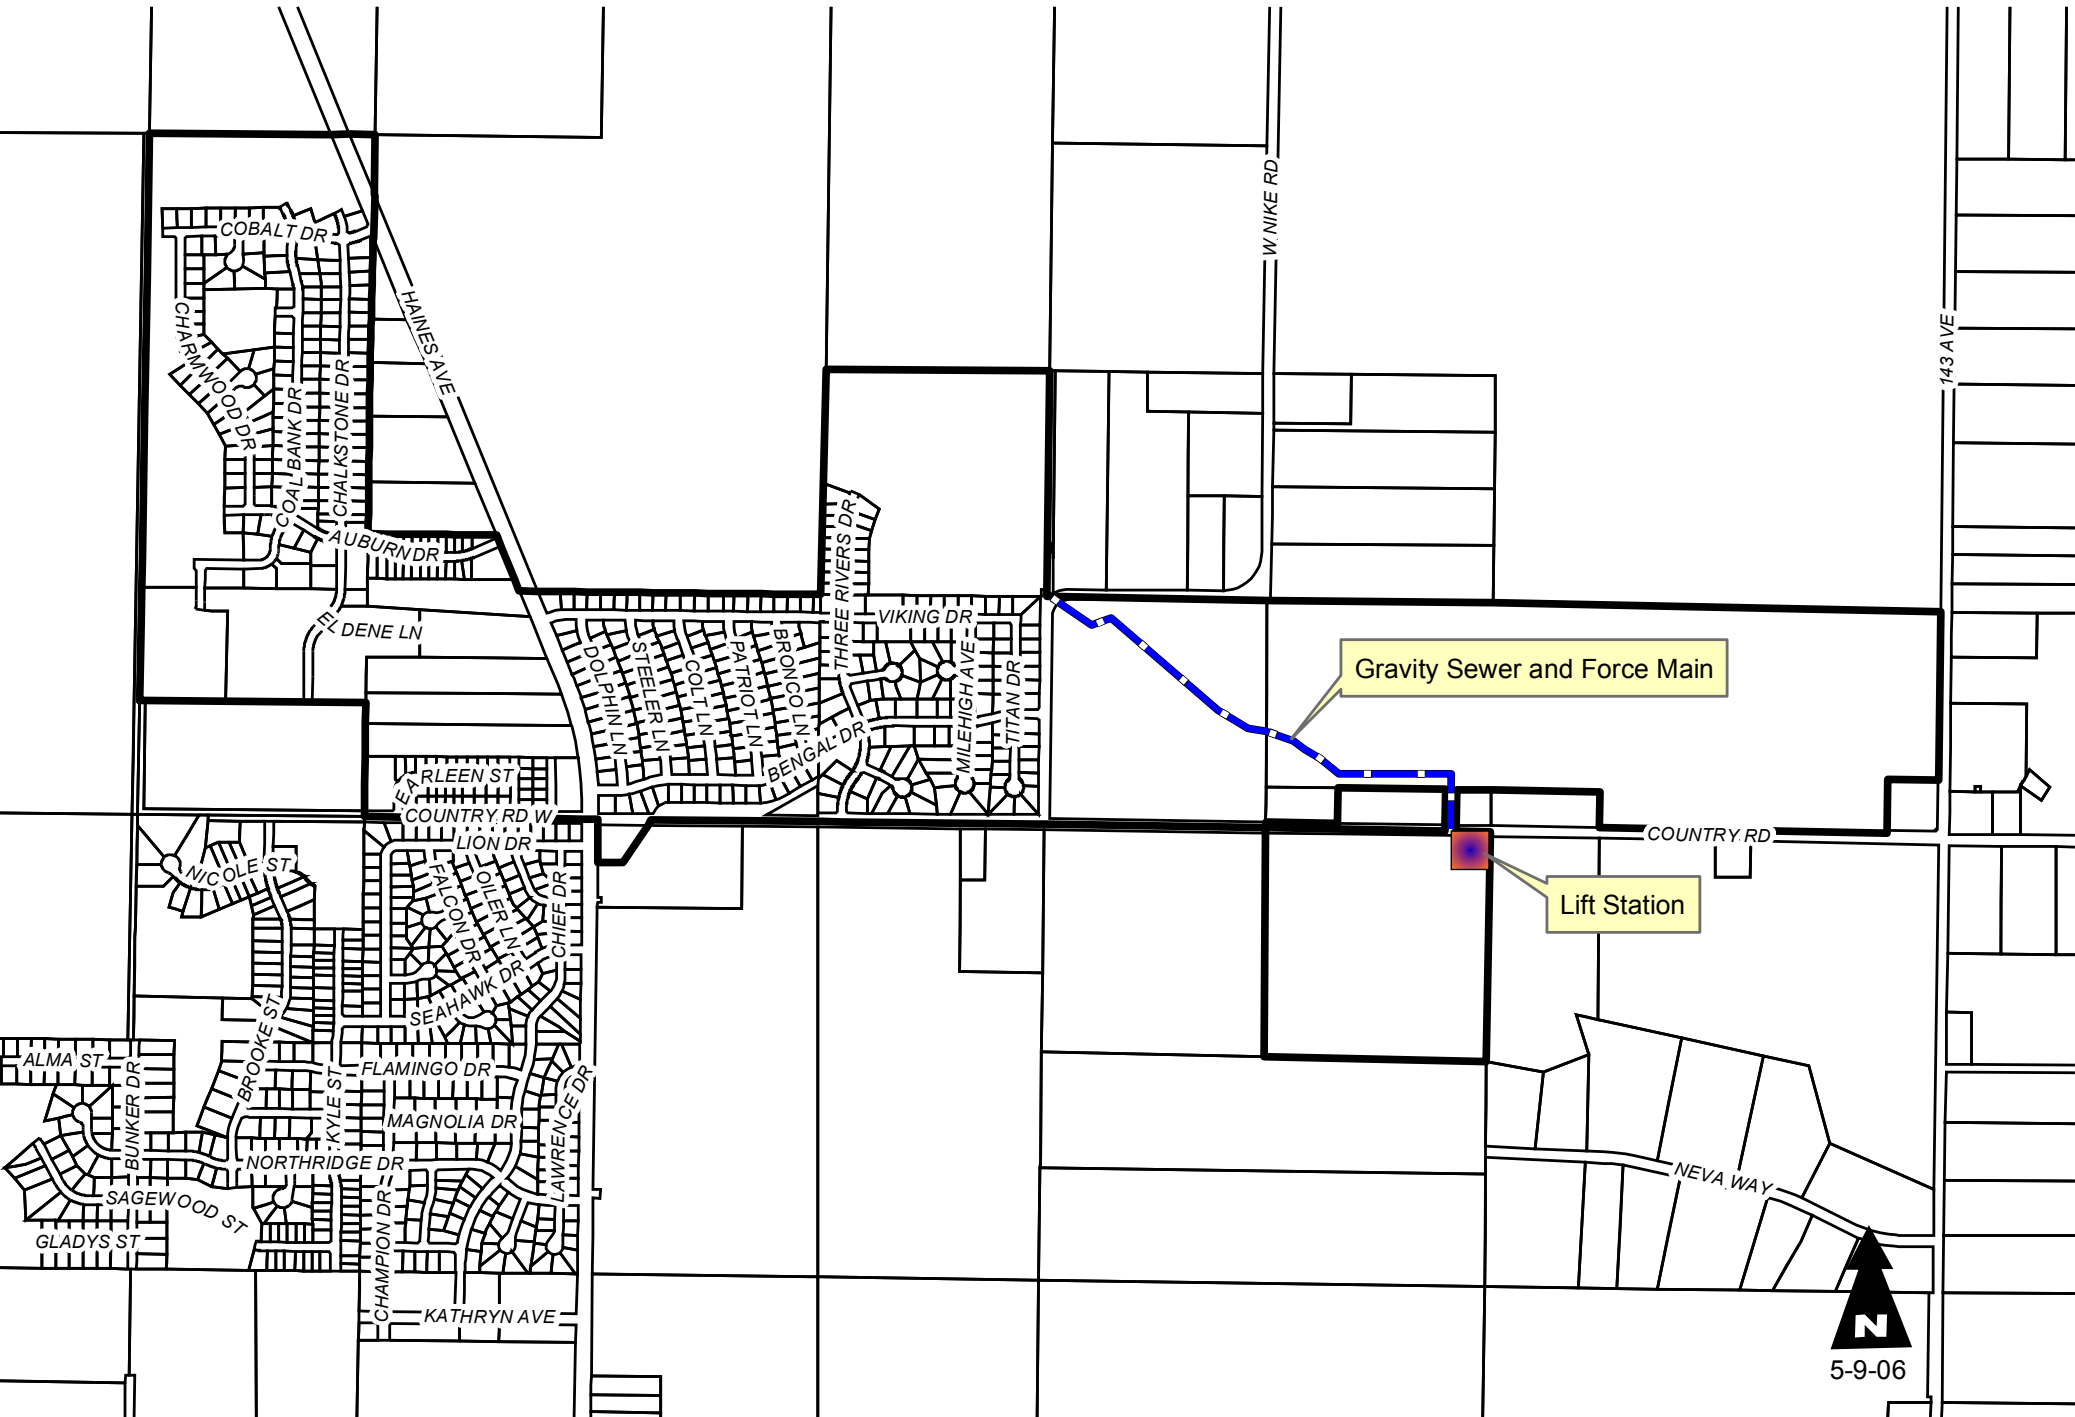 W NIKE RD
COBALT DR
HAINES AVE
143 AVE
CHARMWOOD DR
COAL BANK DR
CHALKSTONE DR
AUBURN DR
THREE RIVERS DR
EL DENE LN
VIKING DR
DOLPHIN LN
STEELER LN
COLT LN
PATRIOT LN
BRONCO LN
MILEHIGH AVE
TITAN DR
Gravity Sewer and Force Main
BENGAL DR
EARLEEN ST
COUNTRY RD W
COUNTRY RD
LION DR
NICOLE ST
FALCON DR
OILER LN
CHIEF DR
Lift Station
SEAHAWK DR
BROOKE ST
ALMA ST
BUNKER DR
KYLE ST
FLAMINGO DR
LAWRENCE DR
MAGNOLIA DR
NORTHRIDGE DR
NEVA WAY
SAGEWOOD ST
CHAMPION DR
GLADYS ST
KATHRYN AVE
N
5-9-06